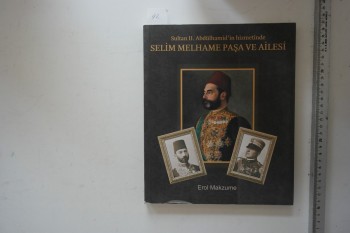 Sultan II. Abdülhamid'in hizmetinde
SELİM MELHAME PAŞA VE AİLESİ
Erol Makzume